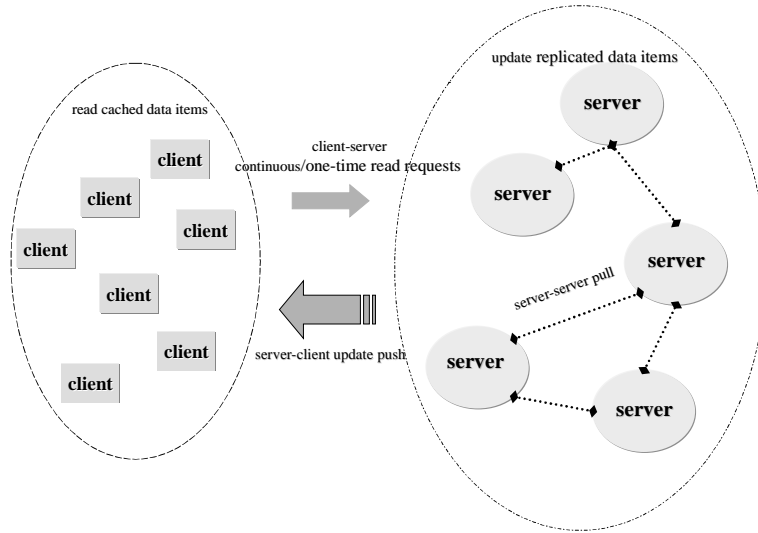 update replicated data items
server
read cached data items
client-server
continuous/one-time read requests
client
server
client
client
client
server
server-server pull
client
server-client update push
client
server
client
server